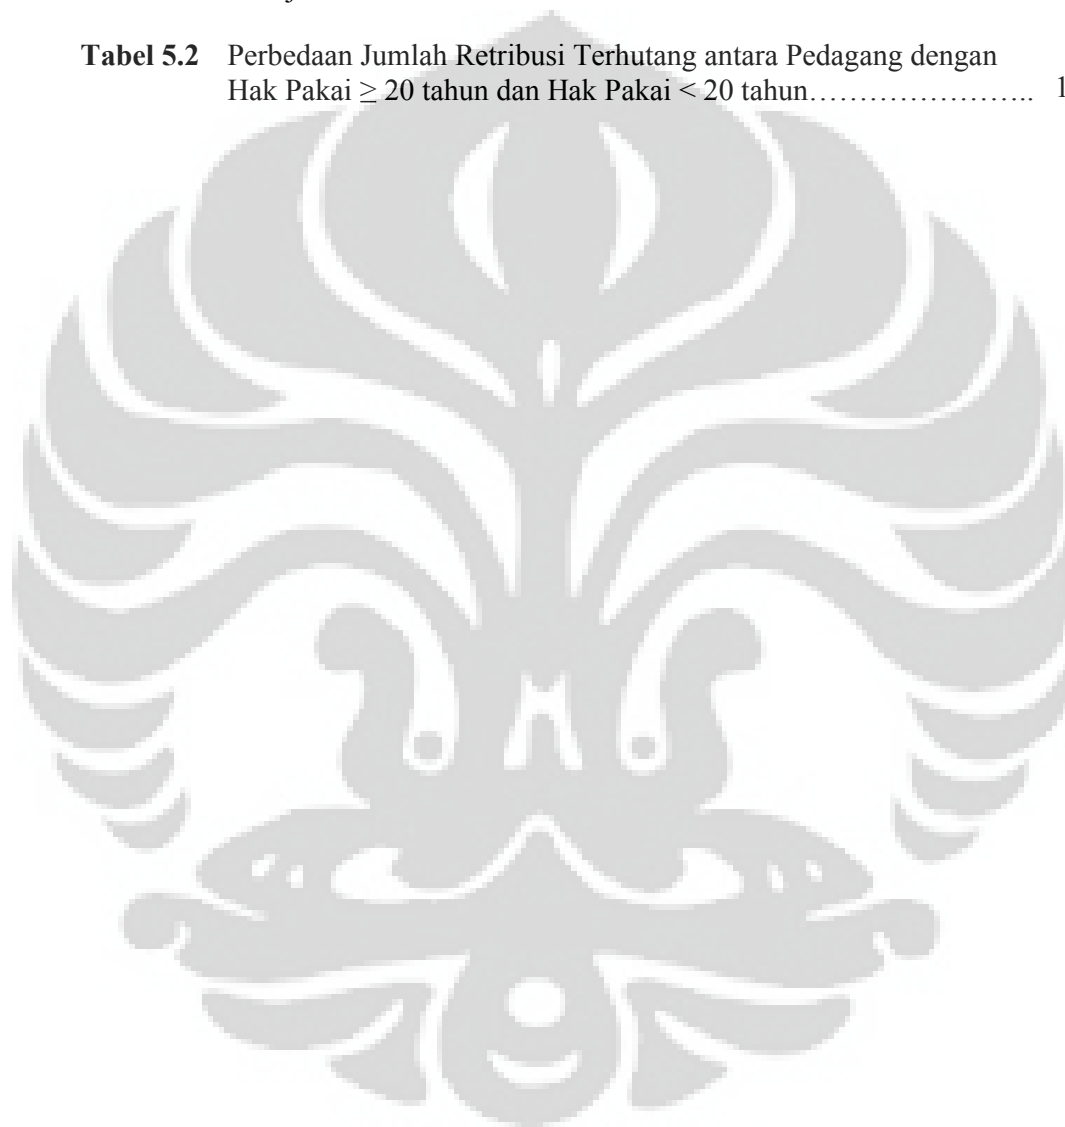 Tabel 5.2 Perbedaan Jumlah Retribusi Terhutang antara Pedagang dengan
Hak Pakai ≥ 20 tahun dan Hak Pakai < 20 tahun…………………….. 1